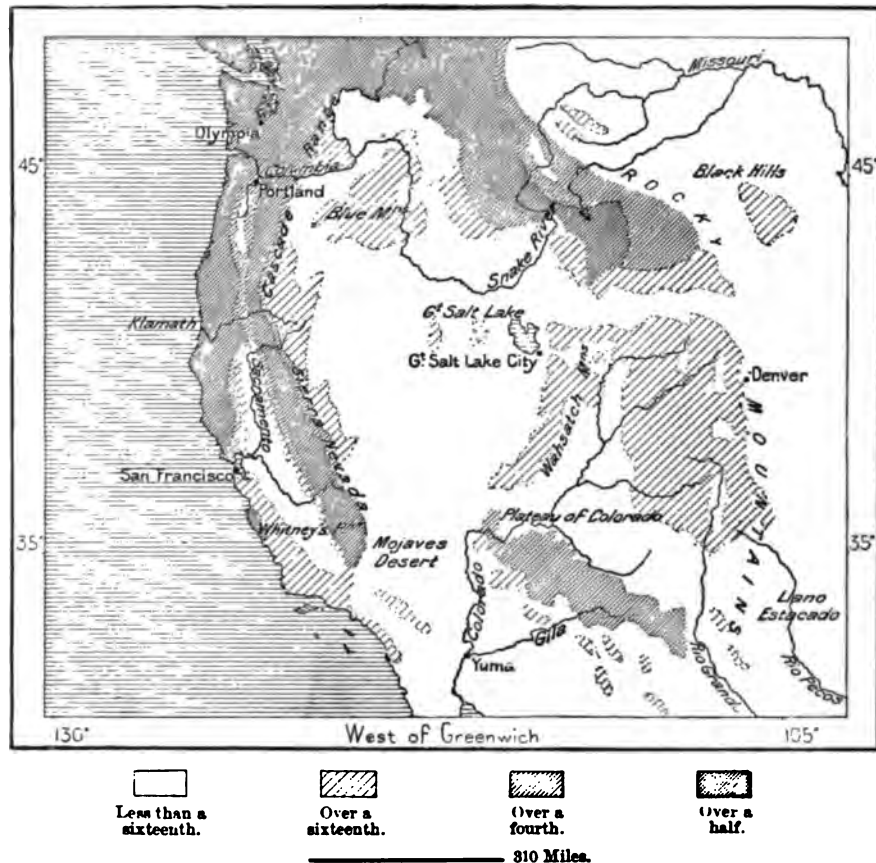 Missouri
Olympia
Range
45°
45°
Columbia
Portland
ROCKY
Black Hills
Blue Mts
Cascade
Snake River
Klamath
Gt Salt Lake
Gt Salt Lake City
Sacramento
Sierra Nevada
Wahsatch Mns
Denver
MOUNTAINS
San Francisco
Whitney's Pk
Plateau of Colorado
35°
35°
Mojaves
Desert
Llano
Estacado
Colorado
Gila
Yuma
Rio Grand
Rio Pecos
130°
West of Greenwich
105°
Less than a
sixteenth.
Over a
sixteenth.
Over a
fourth.
Over a
half.
310 Miles.